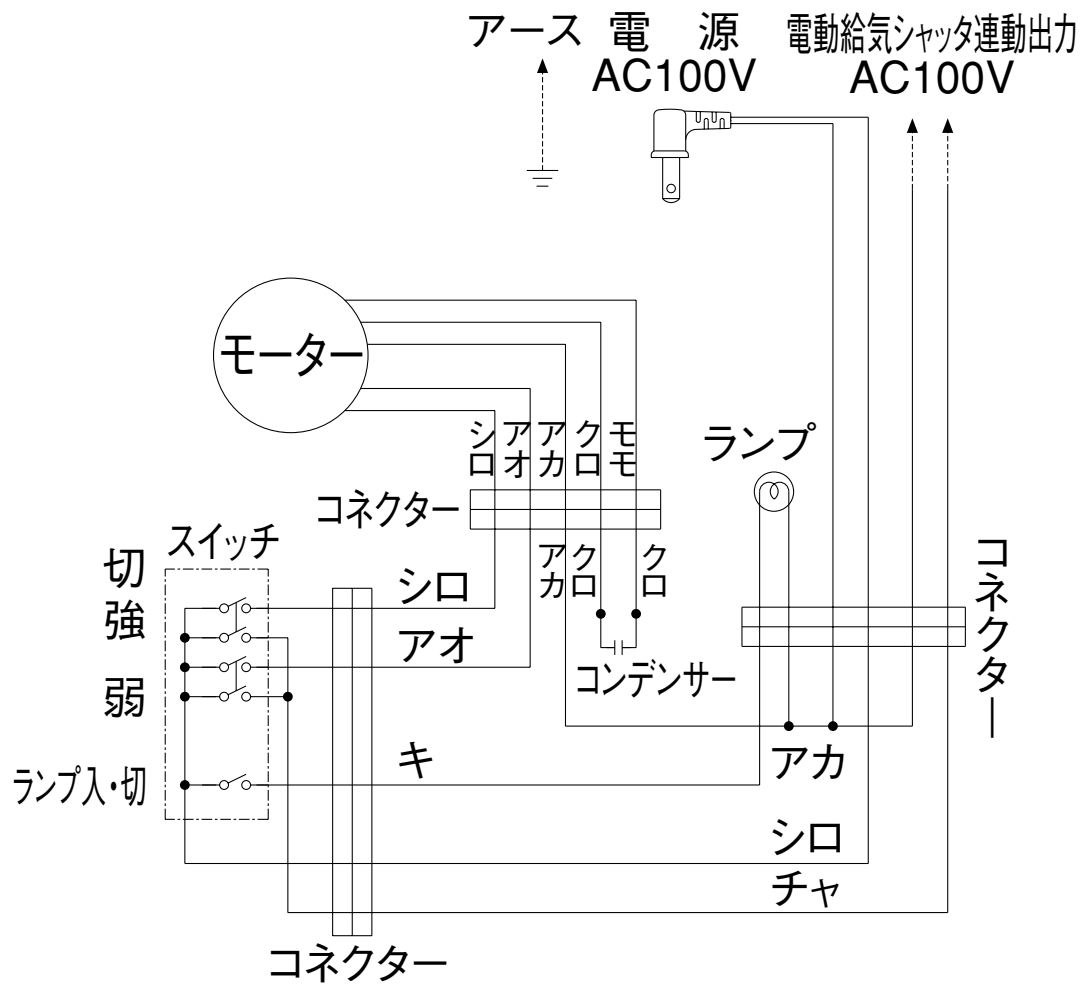 アース
電 源
AC100V
電動給気シャッタ連動出力
AC100V
モーター
シロ
アオ
アカ
クロ
モモ
ランプ
コネクター
アカ
クロ
クロ
コネクター
スイッチ
切
強
弱
ランプ入・切
シロ
アオ
コンデンサー
キ
アカ
シロ
チャ
コネクター